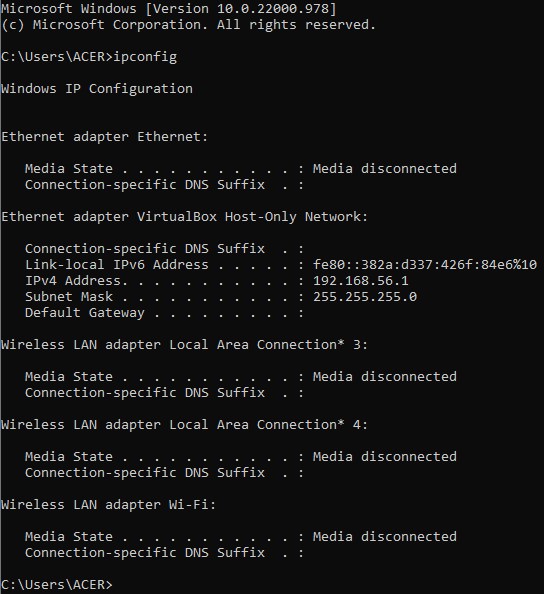 Microsoft Windows [Version 10.0.22000.978]
(c) Microsoft Corporation. All rights reserved.
C:\Users\ACER>ipconfig
Windows IP Configuration
Ethernet adapter Ethernet:
Media State . . . . . . . . . . . : Media disconnected
Connection-specific DNS Suffix  . :
Ethernet adapter VirtualBox Host-Only Network:
Connection-specific DNS Suffix  . :
Link-local IPv6 Address . . . . . : fe80::382a:d337:426f:84e6%10
IPv4 Address. . . . . . . . . . . : 192.168.56.1
Subnet Mask . . . . . . . . . . . : 255.255.255.0
Default Gateway . . . . . . . . . :
Wireless LAN adapter Local Area Connection* 3:
Media State . . . . . . . . . . . : Media disconnected
Connection-specific DNS Suffix  . :
Wireless LAN adapter Local Area Connection* 4:
Media State . . . . . . . . . . . : Media disconnected
Connection-specific DNS Suffix  . :
Wireless LAN adapter Wi-Fi:
Media State . . . . . . . . . . . : Media disconnected
Connection-specific DNS Suffix  . :
C:\Users\ACER>